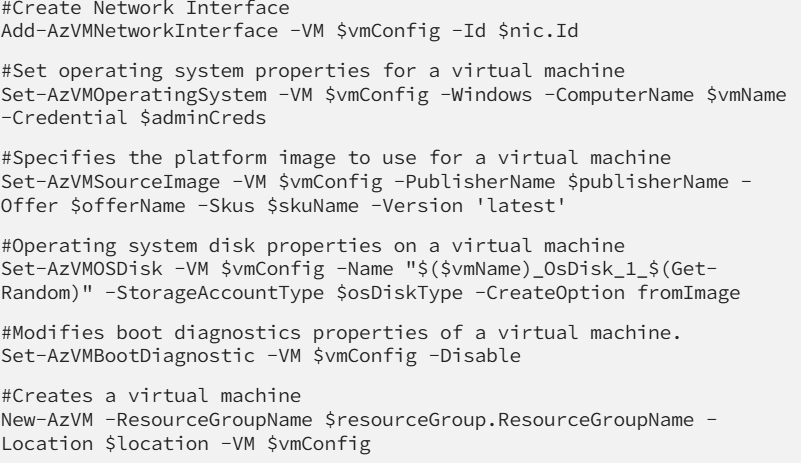 #Create Network Interface
Add-AzVMNetworkInterface -VM $vmConfig -Id $nic.Id
#Set operating system properties for a virtual machine
Set-AzVMOperatingSystem -VM $vmConfig -Windows -ComputerName $vmName
-Credential $adminCreds
#Specifies the platform image to use for a virtual machine
Set-AzVMSourceImage -VM $vmConfig -PublisherName $publisherName -
Offer $offerName -Skus $skuName -Version 'latest'
#Operating system disk properties on a virtual machine
Set-AzVMOSDisk -VM $vmConfig -Name "$($vmName)_OsDisk_1_$(Get-
Random)" -StorageAccountType $osDiskType -CreateOption fromImage
#Modifies boot diagnostics properties of a virtual machine.
Set-AzVMBootDiagnostic -VM $vmConfig -Disable
#Creates a virtual machine
New-AzVM -ResourceGroupName $resourceGroup.ResourceGroupName -
Location $location -VM $vmConfig